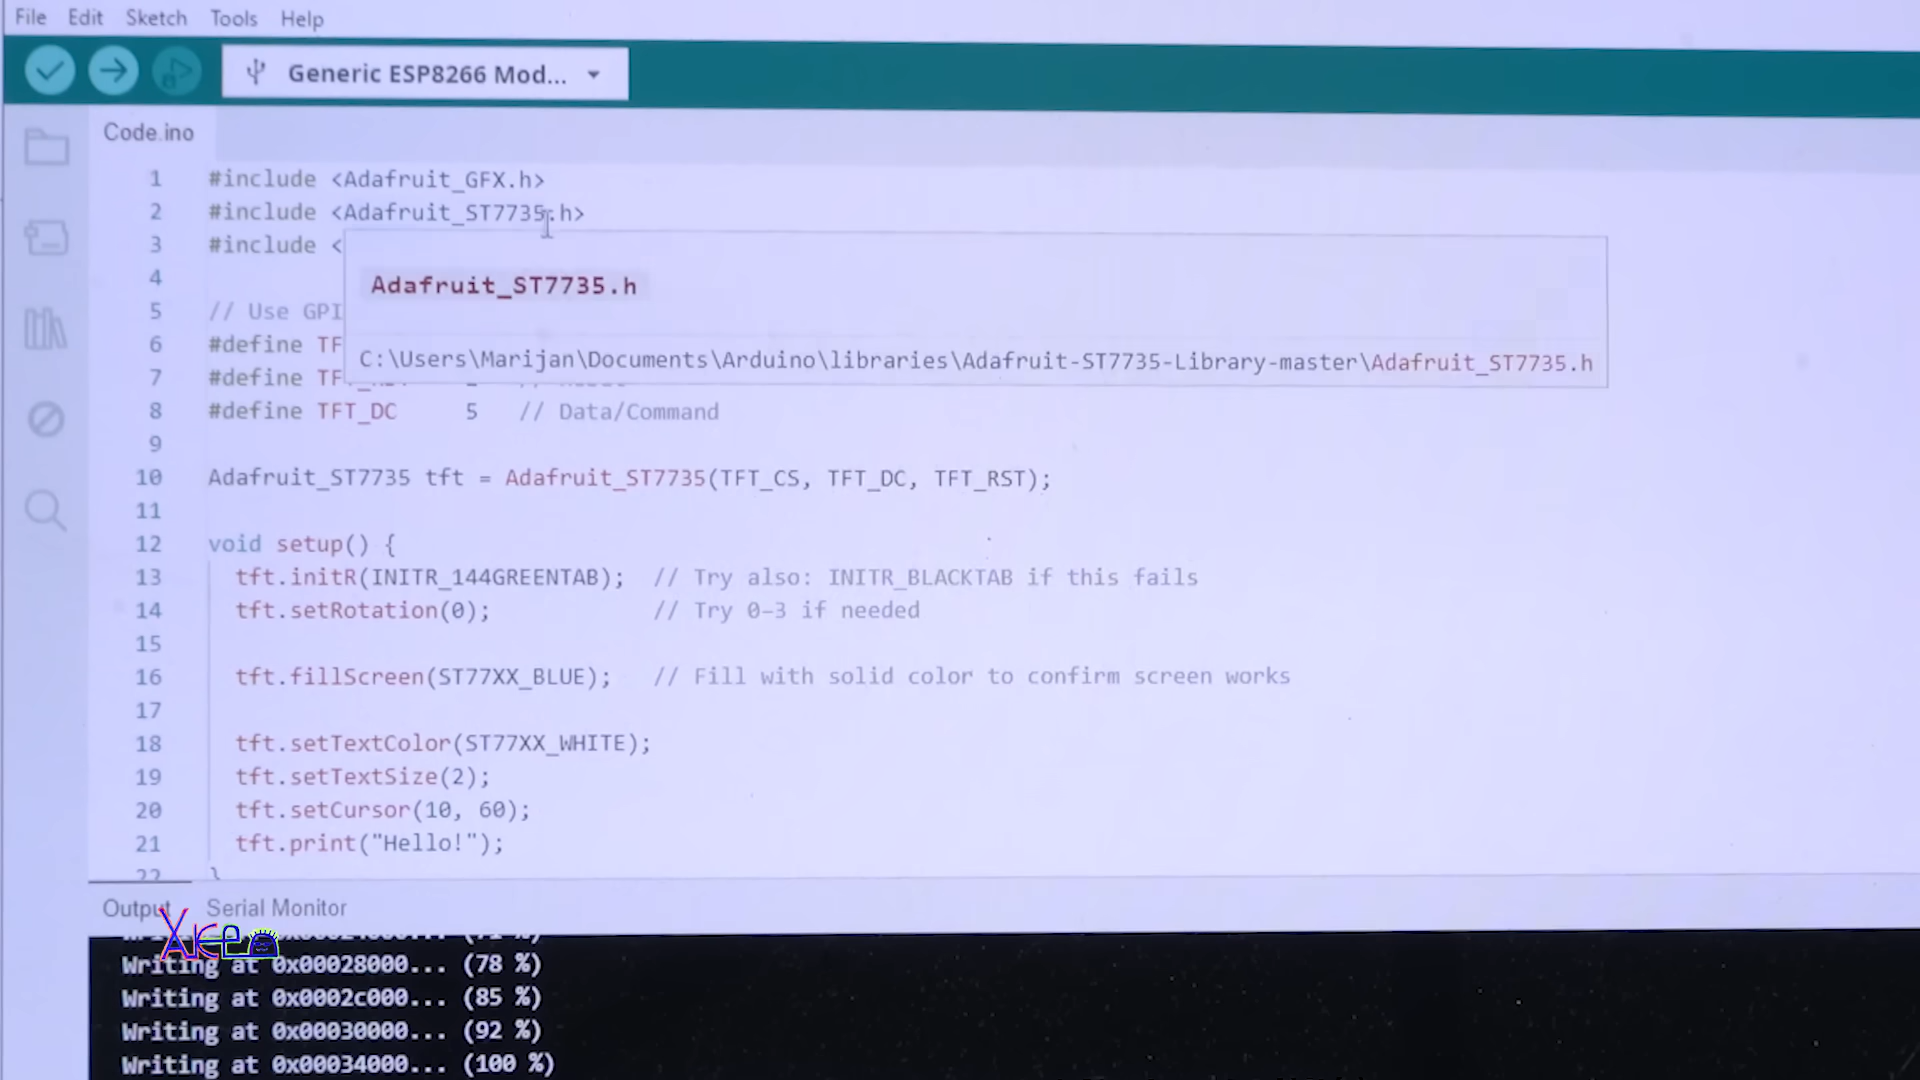 File Edit Sketch Tools Help
Generic ESP8266 Mod...
Code.ino
1 #include <Adafruit_GFX.h>
2 #include <Adafruit_ST7735.h>
3 #include <
Adafruit_ST7735.h
C:\Users\Marijan\Documents\Arduino\libraries\Adafruit-ST7735-Library-master\Adafruit_ST7735.h
4
5 // Use GPI
6 #define TF
7 #define TF
8 #define TFT_DC 5 // Data/Command
9
10 Adafruit_ST7735 tft = Adafruit_ST7735(TFT_CS, TFT_DC, TFT_RST);
11
12 void setup() {
13 tft.initR(INITR_144GREENTAB); // Try also: INITR_BLACKTAB if this fails
14 tft.setRotation(0); // Try 0–3 if needed
15
16 tft.fillScreen(ST77XX_BLUE); // Fill with solid color to confirm screen works
17
18 tft.setTextColor(ST77XX_WHITE);
19 tft.setTextSize(2);
20 tft.setCursor(10, 60);
21 tft.print("Hello!");
22 }
Output Serial Monitor
Writing at 0x00028000... (78 %)
Writing at 0x0002c000... (85 %)
Writing at 0x00030000... (92 %)
Writing at 0x00034000... (100 %)